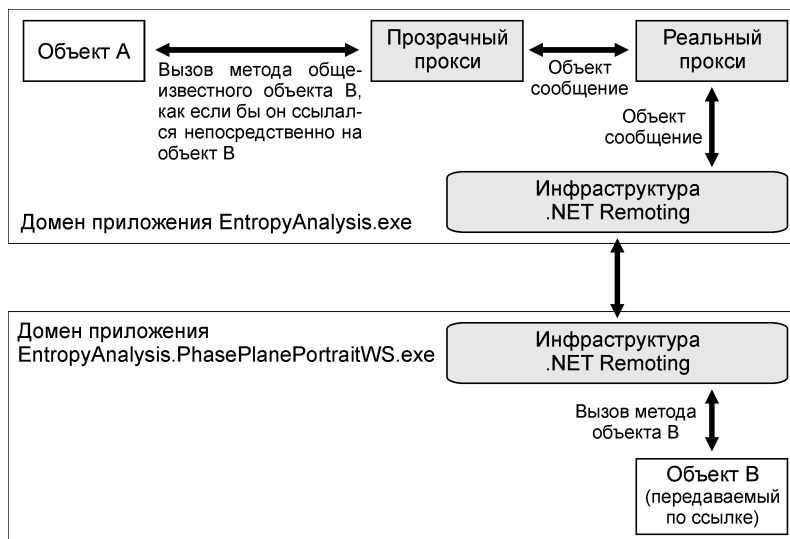 Объект A
Прозрачный
прокси
Реальный
прокси
Вызов метода обще-
известного объекта B,
как если бы он ссылал-
ся непосредственно на
объект B
Объект
сообщение
Объект
сообщение
Инфраструктура
.NET Remoting
Домен приложения EntropyAnalysis.exe
Домен приложения
EntropyAnalysis.PhasePlanePortraitWS.exe
Инфраструктура
.NET Remoting
Вызов метода
объекта B
Объект B
(передаваемый
по ссылке)